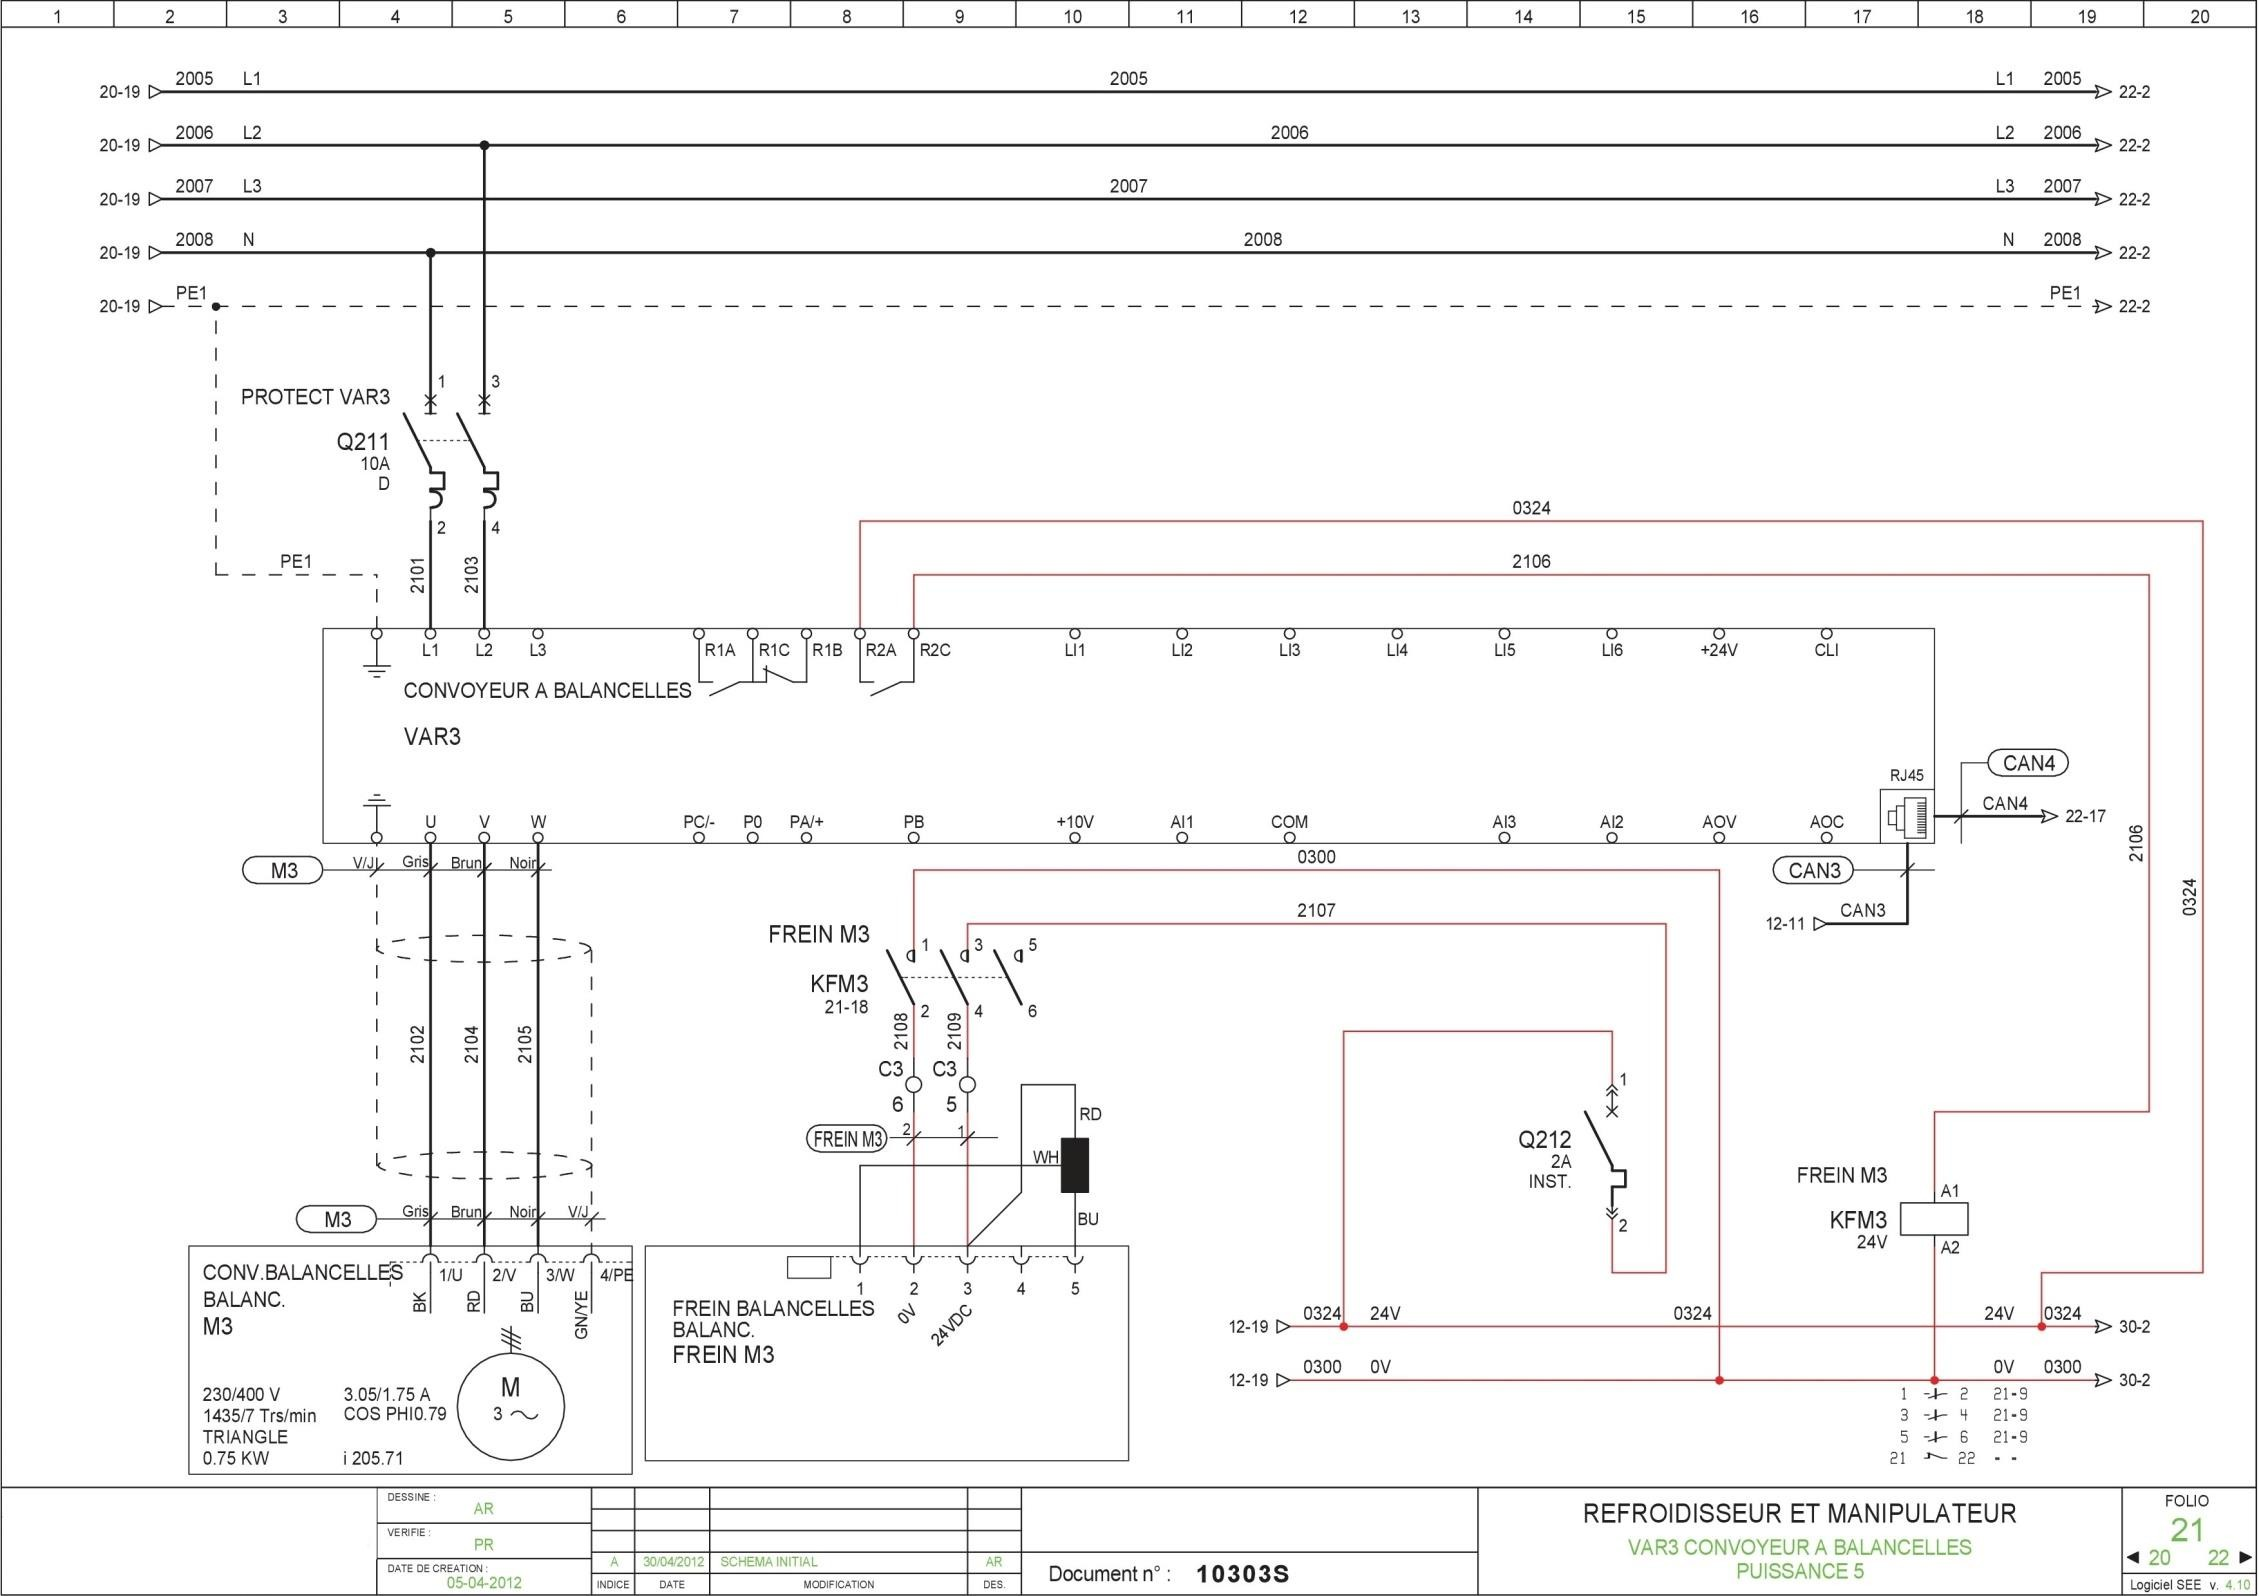 1 2 3 4 5 6 7 8 9 10 11 12 13 14 15 16 17 18 19 20
20-19 2005 L1 2005 L1 2005 22-2
20-19 2006 L2 2006 L2 2006 22-2
20-19 2007 L3 2007 L3 2007 22-2
20-19 2008 N 2008 N 2008 22-2
20-19 PE1 PE1 22-2
1 3
PROTECT VAR3
Q211
10A
D
2 4
0324
PE1 2101 2103 2106
L1 L2 L3 R1A R1C R1B R2A R2C LI1 LI2 LI3 LI4 LI5 LI6 +24V CLI
CONVOYEUR A BALANCELLES
VAR3
RJ45 CAN4
CAN4 22-17
U V W PC/- P0 PA/+ PB +10V AI1 COM AI3 AI2 AOV AOC
2106
0324
M3 V/J Gris Brun Noir
0300
CAN3
CAN3
12-11
2107
FREIN M3 1 3 5
KFM3
21-18
2 4 6
2102 2104 2105 2108 2109
C3 C3
6 5
RD
FREIN M3 2 1
WH
BU
1
Q212
2A
INST.
2
FREIN M3
KFM3
24V
A1
A2
M3 Gris Brun Noir V/J
CONV.BALANCELLES
BALANC.
M3
1/U 2/V 3/W 4/PE
BK RD BU GN/YE
M
3
230/400 V 3.05/1.75 A
1435/7 Trs/min COS PHI0.79
TRIANGLE
0.75 KW i 205.71
1 2 3 4 5
0V 24VDC
FREIN BALANCELLES
BALANC.
FREIN M3
12-19 0324 24V 0324 24V 0324 30-2
12-19 0300 0V 0V 0300 30-2
1 2 21-9
3 4 21-9
5 6 21-9
21 22 - -
DESSINE :
AR
VERIFIE :
PR
DATE DE CREATION :
05-04-2012
A 30/04/2012 SCHEMA INITIAL AR
INDICE DATE MODIFICATION DES.
Document n° : 10303S
REFROIDISSEUR ET MANIPULATEUR
VAR3 CONVOYEUR A BALANCELLES
PUISSANCE 5
FOLIO
21
20 22
Logiciel SEE v. 4.10